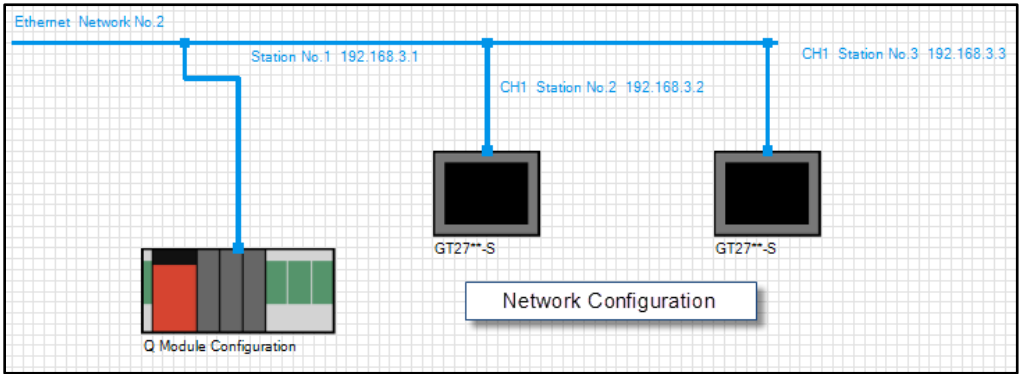 Ethernet Network No.2
Station No.1 192.168.3.1
CH1 Station No.3 192.168.3.3
CH1 Station No.2 192.168.3.2
GT27**-S
GT27**-S
Network Configuration
Q Module Configuration